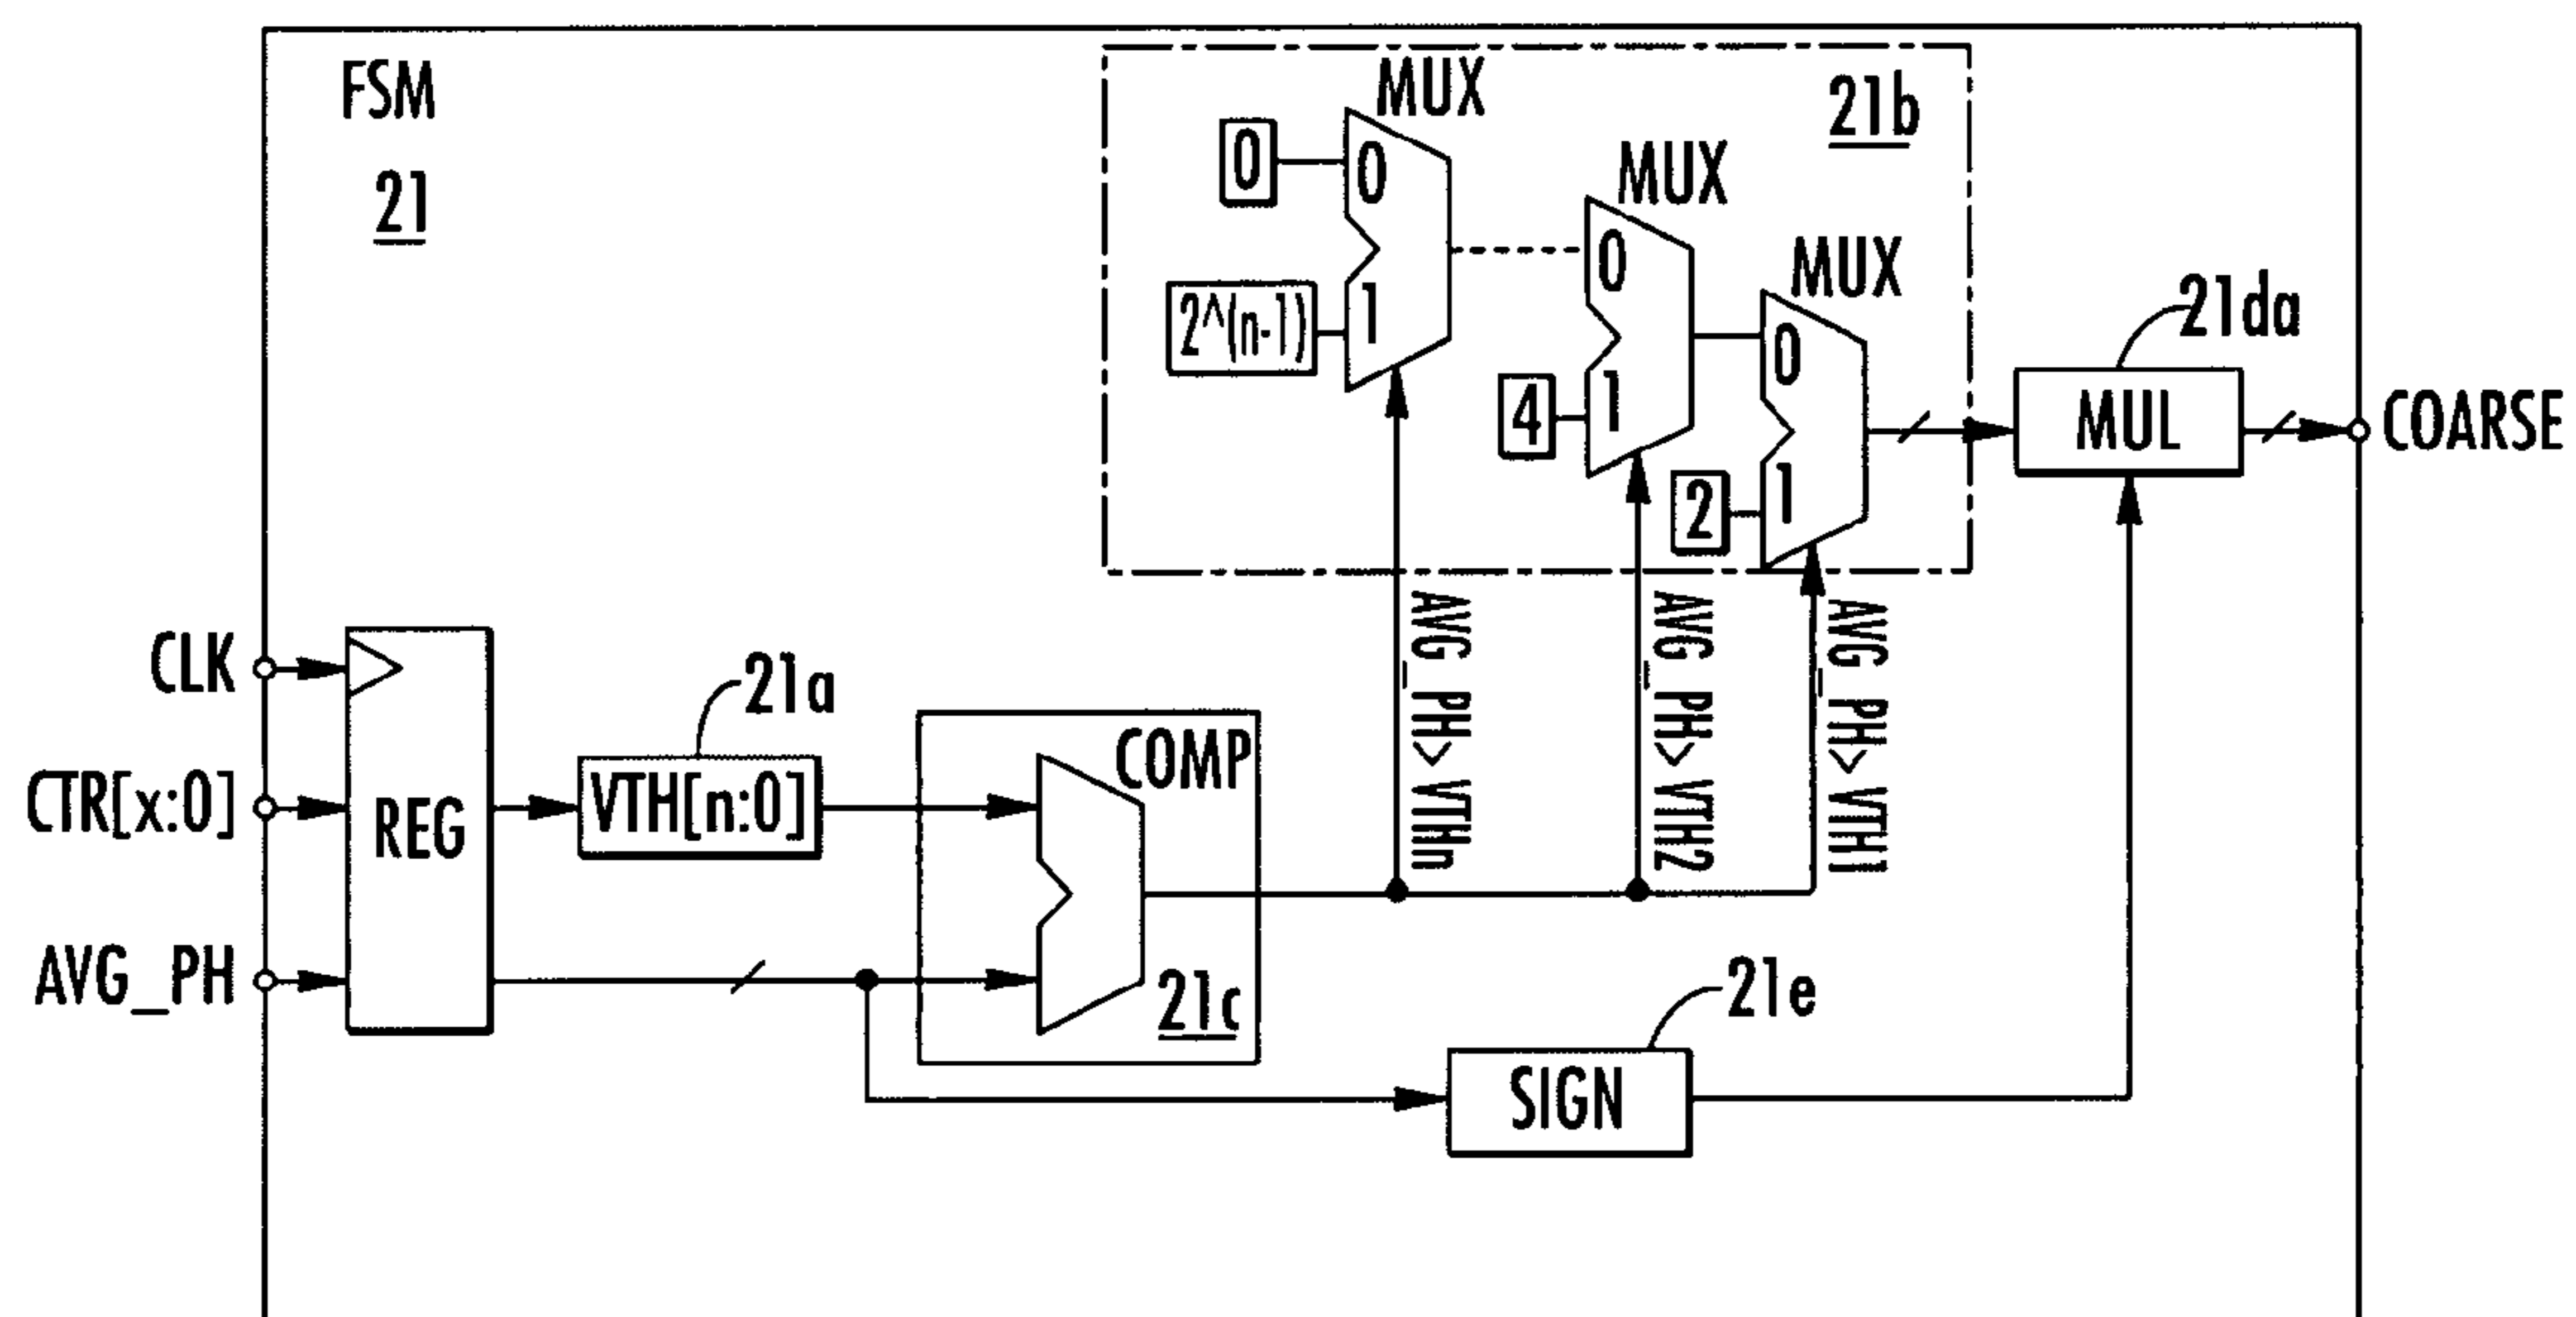 FSM
21
MUX
21b
0
0
MUX
0
MUX
2^(n-1)
1
0
21da
4
1
MUL
COARSE
2
1
AVG_PH>VTHn
AVG_PH>VTH2
AVG_PH>VTH1
CLK
21a
CTR[x:0]
REG
VTH[n:0]
COMP
AVG_PH
21c
21e
SIGN